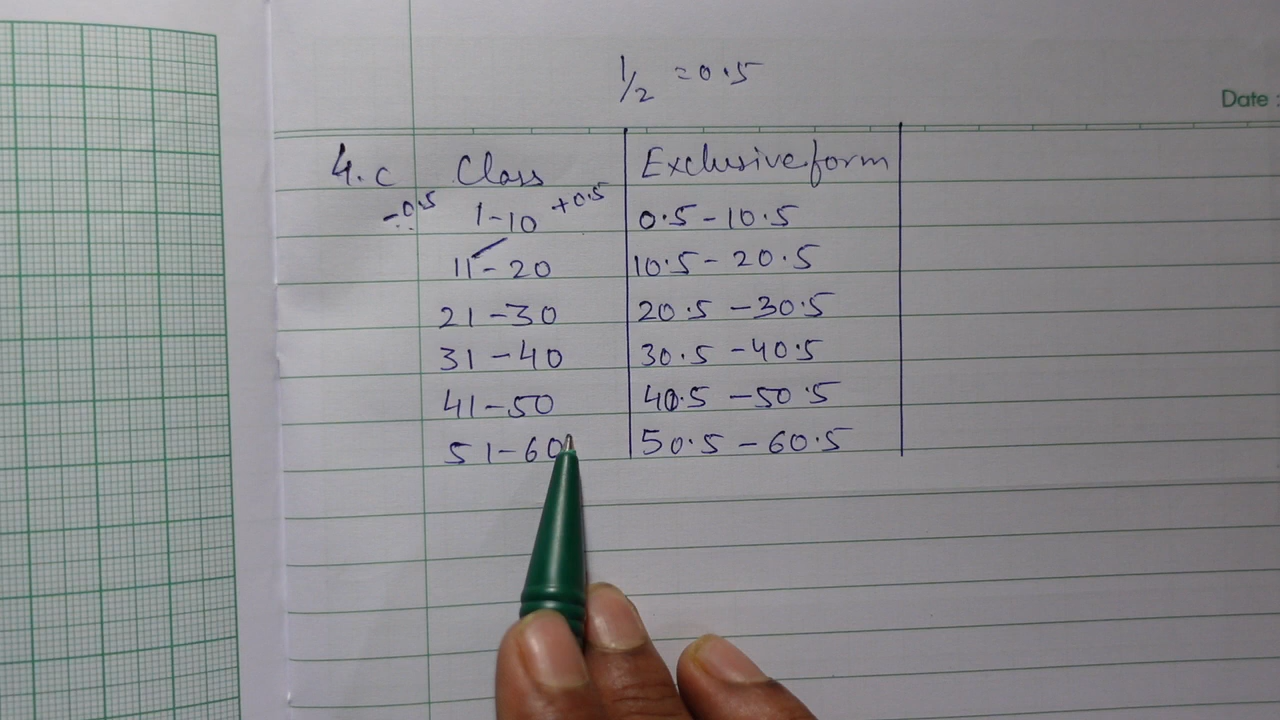 1/2 = 0.5
Date :
4. c Class Exclusive form
-0.5 1-10 +0.5 0.5 - 10.5
11-20 10.5 - 20.5
21-30 20.5 - 30.5
31-40 30.5 - 40.5
41-50 40.5 - 50.5
51-60 50.5 - 60.5